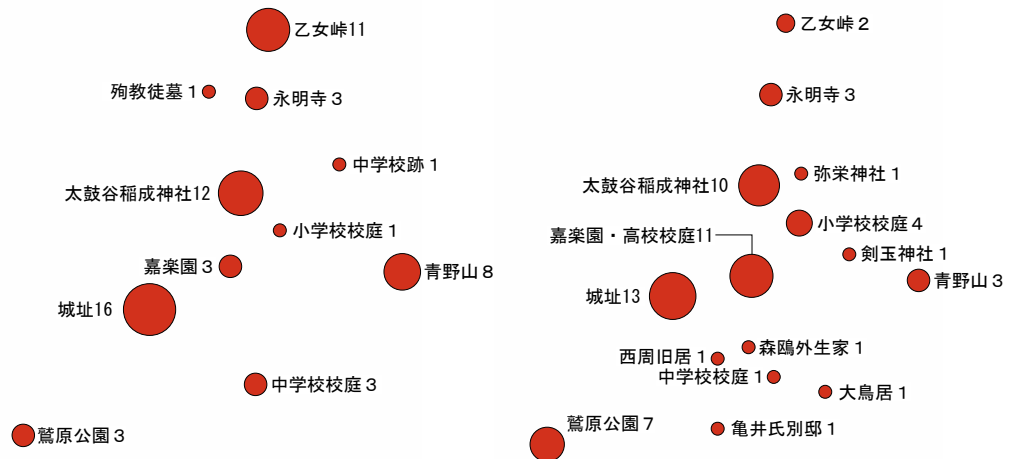 乙女峠11
殉教徒墓1
永明寺3
中学校跡1
太鼓谷稲成神社12
小学校校庭1
嘉楽園3
青野山8
城址16
中学校校庭3
鷲原公園3
乙女峠2
永明寺3
弥栄神社1
太鼓谷稲成神社10
小学校校庭4
嘉楽園・高校校庭11
剣玉神社1
青野山3
城址13
森鴎外生家1
西周旧居1
中学校校庭1
大鳥居1
鷲原公園7
亀井氏別邸1